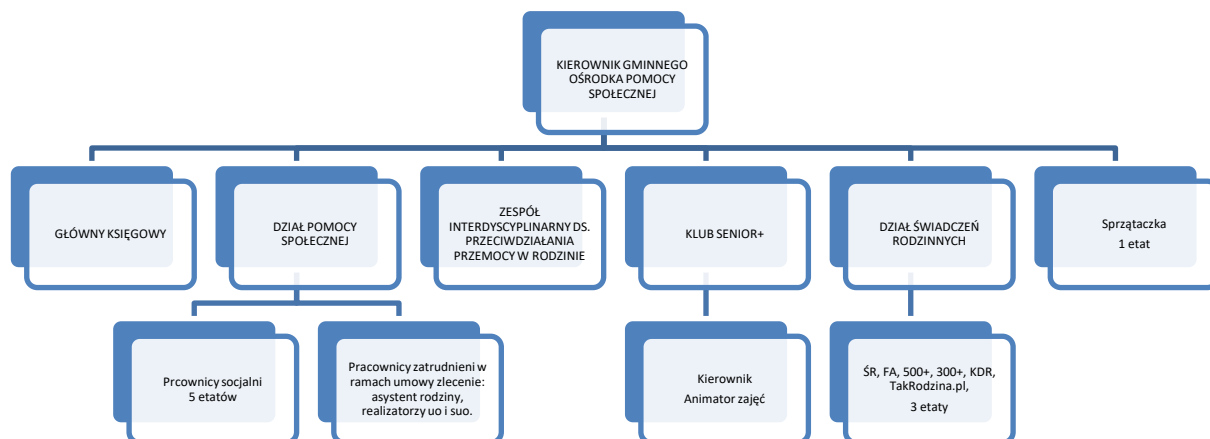 KIEROWNIK GMINNEGO
OŚRODKA POMOCY
SPOŁECZNEJ
GŁÓWNY KSIĘGOWY
DZIAŁ POMOCY
SPOŁECZNEJ
ZESPÓŁ
INTERDYSCYPLINARNY DS.
PRZECIWDZIAŁANIA
PRZEMOCY W RODZINIE
KLUB SENIOR+
DZIAŁ ŚWIADCZEŃ
RODZINNYCH
Sprzątaczka
1 etat
Prcownicy socjalni
5 etatów
Pracownicy zatrudnieni w
ramach umowy zlecenie:
asystent rodziny,
realizatorzy uo i suo.
Kierownik
Animator zajęć
ŚR, FA, 500+, 300+, KDR,
TakRodzina.pl,
3 etaty